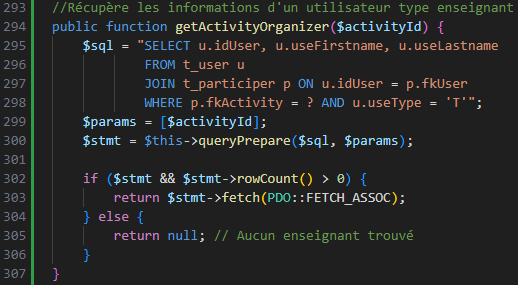 293 //Récupère les informations d'un utilisateur type enseignant
294 public function getActivityOrganizer($activityId) {
295     $sql = "SELECT u.idUser, u.useFirstname, u.useLastname
296             FROM t_user u
297             JOIN t_participer p ON u.idUser = p.fkUser
298             WHERE p.fkActivity = ? AND u.useType = 'T'";
299     $params = [$activityId];
300     $stmt = $this->queryPrepare($sql, $params);
301
302     if ($stmt && $stmt->rowCount() > 0) {
303         return $stmt->fetch(PDO::FETCH_ASSOC);
304     } else {
305         return null; // Aucun enseignant trouvé
306     }
307 }